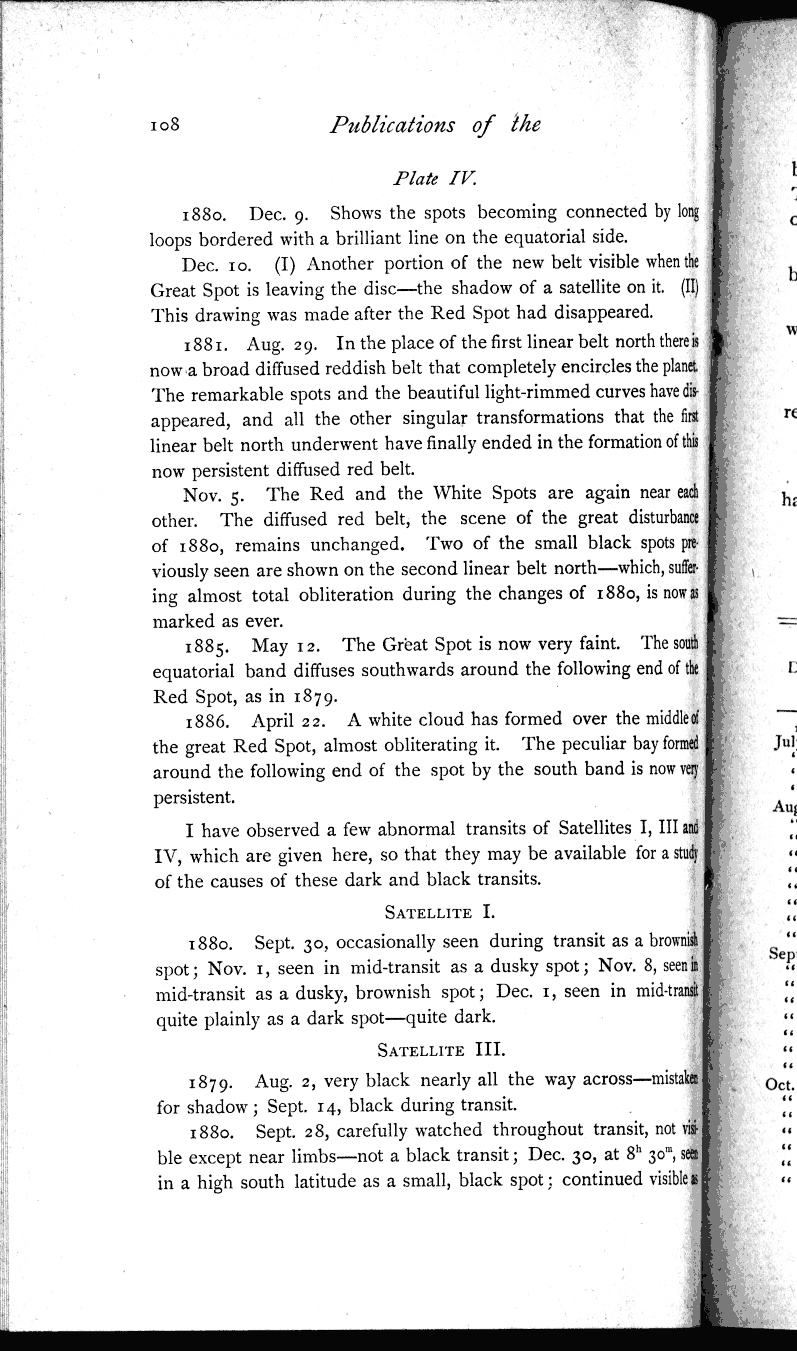 108 Publications of the
Plate IV.
1880. Dec. 9. Shows the spots becoming connected by long
loops bordered with a brilliant line on the equatorial side.
Dec. 10. (I) Another portion of the new belt visible when the
Great Spot is leaving the disc—the shadow of a satellite on it. (II)
This drawing was made after the Red Spot had disappeared.
1881. Aug. 29. In the place of the first linear belt north there is
now a broad diffused reddish belt that completely encircles the planet.
The remarkable spots and the beautiful light-rimmed curves have dis-
appeared, and all the other singular transformations that the first
linear belt north underwent have finally ended in the formation of this
now persistent diffused red belt.
Nov. 5. The Red and the White Spots are again near each
other. The diffused red belt, the scene of the great disturbance
of 1880, remains unchanged. Two of the small black spots pre-
viously seen are shown on the second linear belt north—which, suffer-
ing almost total obliteration during the changes of 1880, is now as
marked as ever.
1885. May 12. The Great Spot is now very faint. The south
equatorial band diffuses southwards around the following end of the
Red Spot, as in 1879.
1886. April 22. A white cloud has formed over the middle of
the great Red Spot, almost obliterating it. The peculiar bay formed
around the following end of the spot by the south band is now very
persistent.
I have observed a few abnormal transits of Satellites I, III and
IV, which are given here, so that they may be available for a study
of the causes of these dark and black transits.
SATELLITE I.
1880. Sept. 30, occasionally seen during transit as a brownish
spot; Nov. 1, seen in mid-transit as a dusky spot; Nov. 8, seen in
mid-transit as a dusky, brownish spot; Dec. 1, seen in mid-transit
quite plainly as a dark spot—quite dark.
SATELLITE III.
1879. Aug. 2, very black nearly all the way across—mistaken
for shadow; Sept. 14, black during transit.
1880. Sept. 28, carefully watched throughout transit, not visi-
ble except near limbs—not a black transit; Dec. 30, at 8h 30m, seen
in a high south latitude as a small, black spot; continued visible as
Jul
Aug
Sep
Oct.